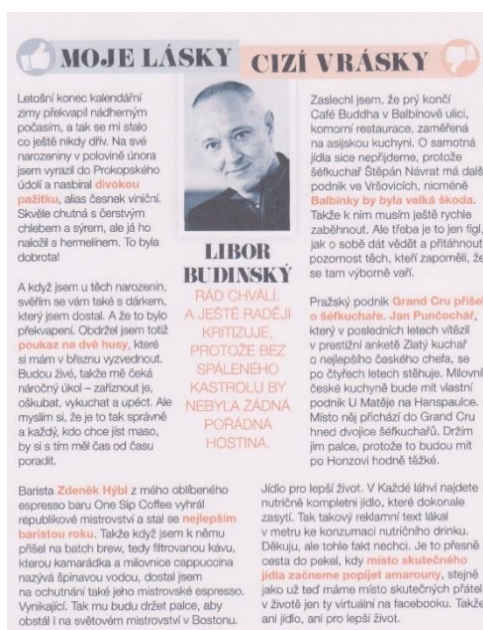 MOJE LÁSKY
CIZÍ VRÁSKY
Letošní konec kalendářní
zimy překvapil nádherným
počasím, a tak se mi stalo
co ještě nikdy dřív. Na své
narozeniny v polovině února
jsem vyrazil do Prokopského
údolí a nasbíral divokou
pažitku, alias česnek viniční.
Skvěle chutná s čerstvým
chlebem a sýrem, ale já ho
naložil s hermelínem. To byla
dobrota!
A když jsem u těch narozenin,
svěřím se vám také s dárkem,
který jsem dostal. A že to bylo
překvapení. Obdržel jsem totiž
poukaz na dvě husy, které
si mám v březnu vyzvednout.
Budou živé, takže mě čeká
náročný úkol – zaříznout je,
oškubat, vykuchat a upéct. Ale
myslím si, že je to tak správně
a každý, kdo chce jíst maso,
by si s tím měl čas od času
poradit.
Barista Zdeněk Hýbl z mého oblíbeného
espresso baru One Sip Coffee vyhrál
republikové mistrovství a stal se nejlepším
baristou roku. Takže když jsem k němu
přišel na batch brew, tedy filtrovanou kávu,
kterou kamarádka a milovnice cappuccina
nazývá špinavou vodou, dostal jsem
na ochutnání také jeho mistrovské espresso.
Vynikající. Tak mu budu držet palce, aby
obstál i na světovém mistrovství v Bostonu.
LIBOR
BUDINSKÝ
RÁD CHVÁLÍ.
A JEŠTĚ RADĚJI
KRITIZUJE,
PROTOŽE BEZ
SPÁLENÉHO
KASTROLU BY
NEBYLA ŽÁDNÁ
POŘÁDNÁ
HOSTINA.
Zaslechl jsem, že prý končí
Café Buddha v Balbínově ulici,
komorní restaurace, zaměřená
na asijskou kuchyni. O samotná
jídla sice nepřijdeme, protože
šéfkuchař Štěpán Návrat má další
podnik ve Vršovicích, nicméně
Balbínky by byla velká škoda.
Takže k nim musím ještě rychle
zaběhnout. Ale třeba je to jen fígl,
jak o sobě dát vědět a přitáhnout
pozornost těch, kteří zapomněli, že
se tam výborně vaří.
Pražský podnik Grand Cru přišel
o šéfkuchaře. Jan Punčochář,
který v posledních letech vítězil
v prestižní anketě Zlatý kuchař
o nejlepšího českého chefa, se
po čtyřech letech stěhuje. Milovník
české kuchyně bude mít vlastní
podnik U Matěje na Hanspaulce.
Místo něj přichází do Grand Cru
hned dvojice šéfkuchařů. Držím
jim palce, protože to budou mít
po Honzovi hodně těžké.
Jídlo pro lepší život. V Každé láhvi najdete
nutričně kompletní jídlo, které dokonale
zasytí. Tak takový reklamní text lákal
v metru ke konzumaci nutričního drinku.
Děkuju, ale tohle fakt nechci. Je to přesně
cesta do pekel, kdy místo skutečného
jídla začneme popíjet amarouny, stejně
jako už teď máme místo skutečných přátel
v životě jen ty virtuální na facebooku. Takže
ani jídlo, ani pro lepší život.